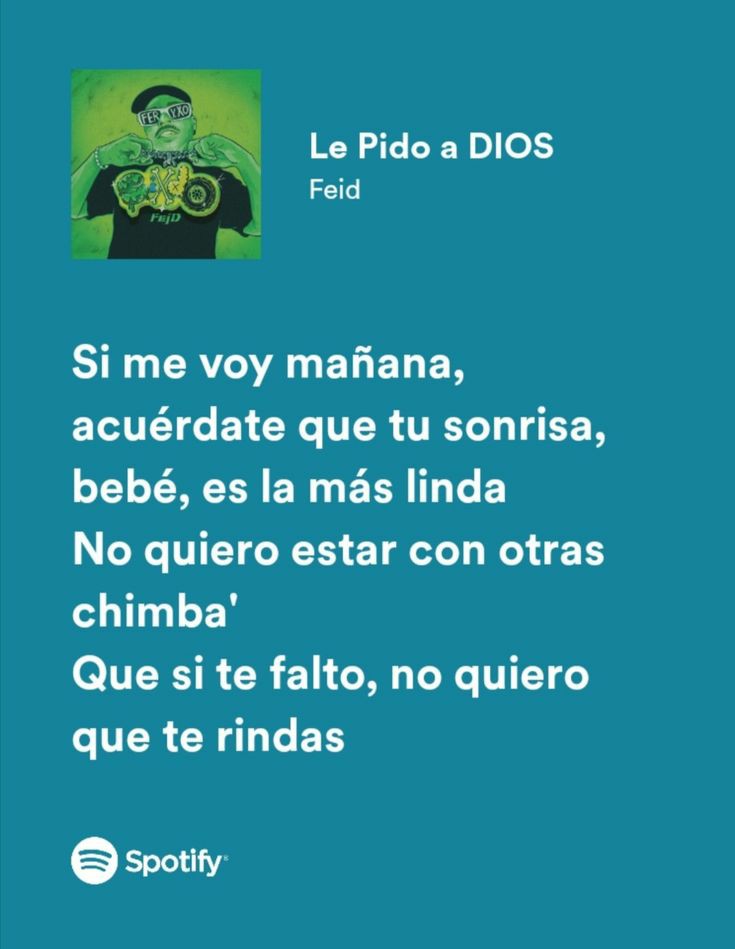 FERXXO
FEID
Le Pido a DIOS
Feid
Si me voy mañana,
acuérdate que tu sonrisa,
bebé, es la más linda
No quiero estar con otras
chimba'
Que si te falto, no quiero
que te rindas
Spotify®